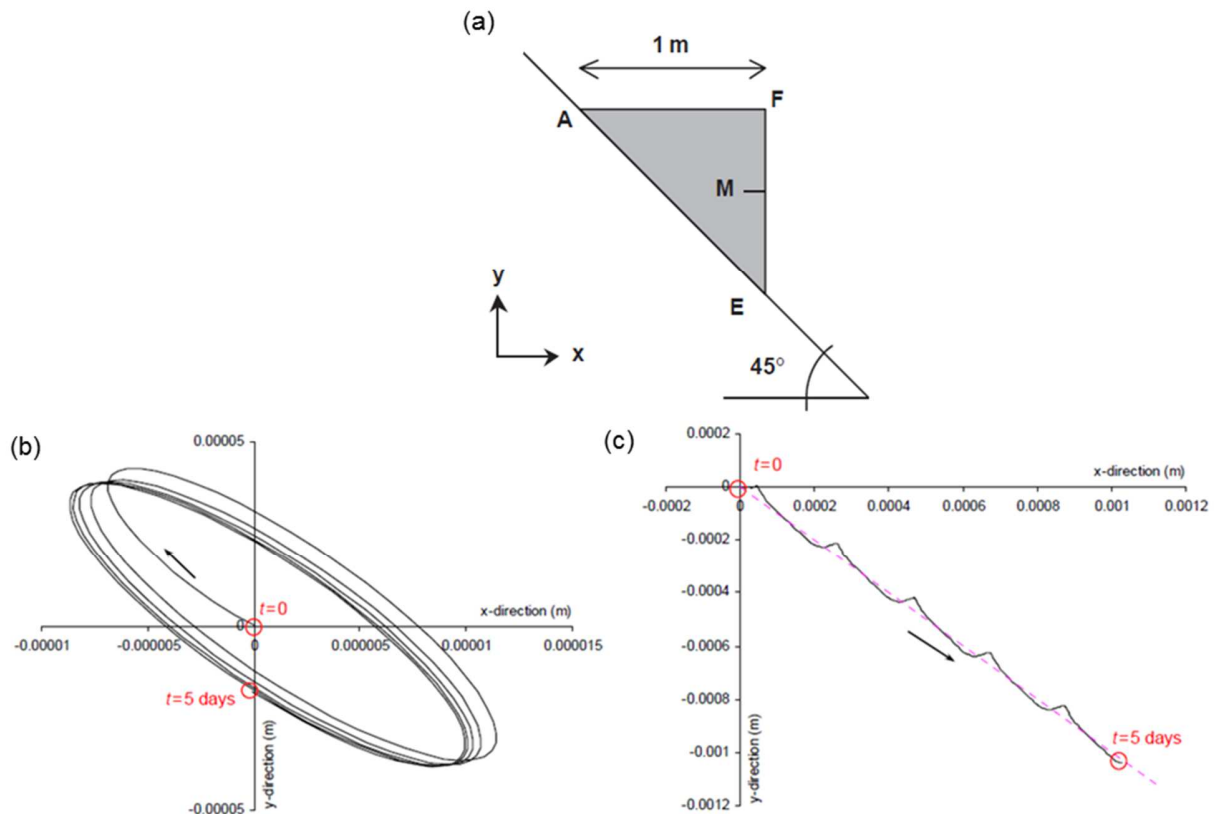 (a)
1 m
A
F
M
E
y
x
45°
(b)
0.00005
x-direction (m)
t=0
0
-0.00001
-0.000005
0
0.000005
0.00001
0.000015
t=5 days
y-direction (m)
-0.00005
(c)
0.0002
x-direction (m)
t=0
0
-0.0002
0
0.0002
0.0004
0.0006
0.0008
0.001
0.0012
-0.0002
-0.0004
-0.0006
-0.0008
-0.001
-0.0012
t=5 days
y-direction (m)